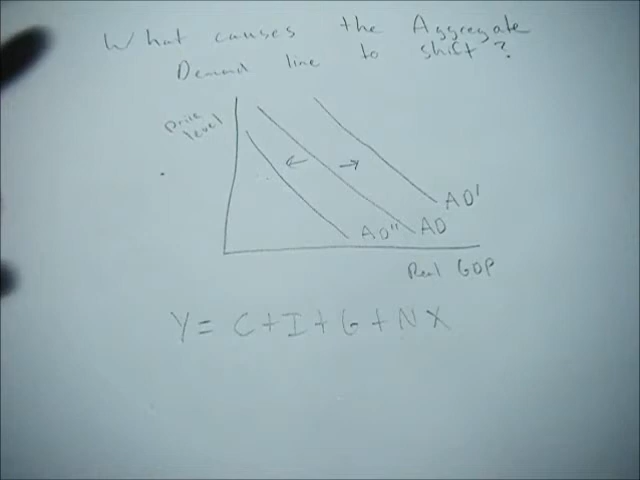 What causes the Aggregate
Demand line to shift?
Price
level
← →
AD'
AD" AD
Real GDP
Y = C + I + G + NX